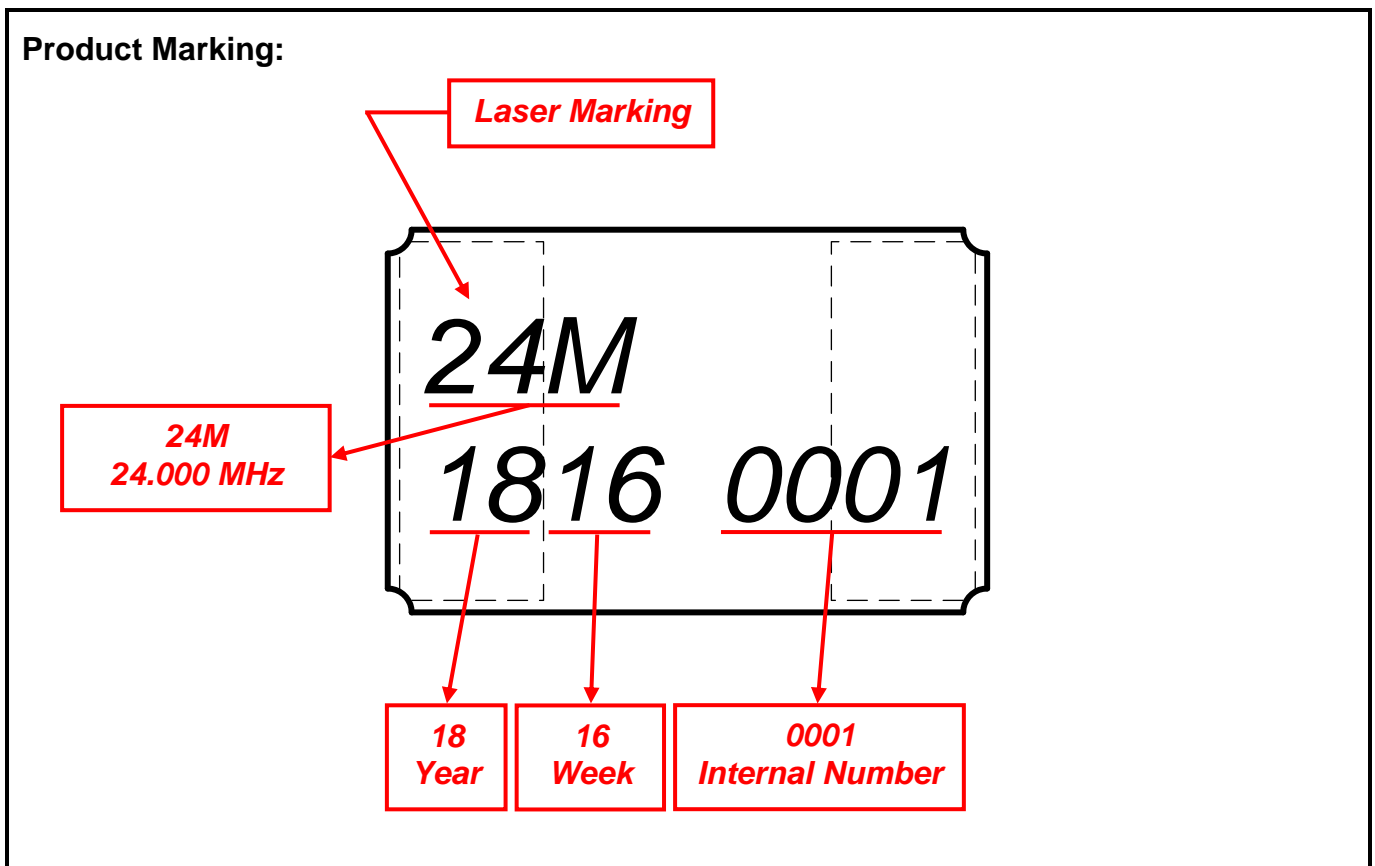 Product Marking:
Laser Marking
24M
24M
24.000 MHz
1816 0001
18
Year
16
Week
0001
Internal Number